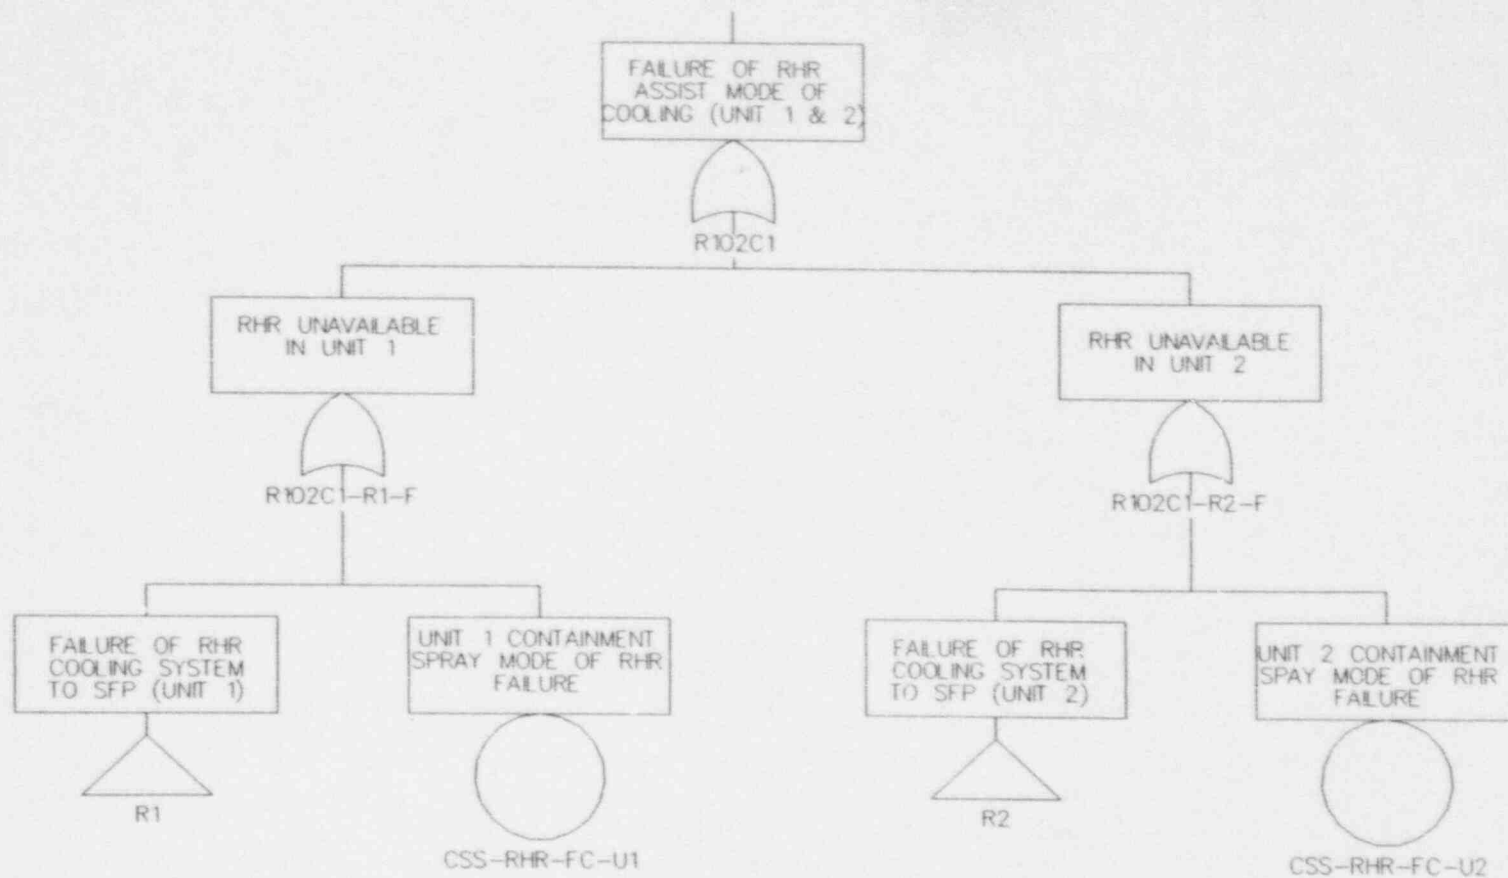 FAILURE OF RHR
ASSIST MODE OF
COOLING (UNIT 1 & 2)
R102C1
RHR UNAVAILABLE
IN UNIT 1
RHR UNAVAILABLE
IN UNIT 2
R102C1-R1-F
R102C1-R2-F
FAILURE OF RHR
COOLING SYSTEM
TO SFP (UNIT 1)
UNIT 1 CONTAINMENT
SPRAY MODE OF RHR
FAILURE
FAILURE OF RHR
COOLING SYSTEM
TO SFP (UNIT 2)
UNIT 2 CONTAINMENT
SPAY MODE OF RHR
FAILURE
R1
CSS-RHR-FC-U1
R2
CSS-RHR-FC-U2